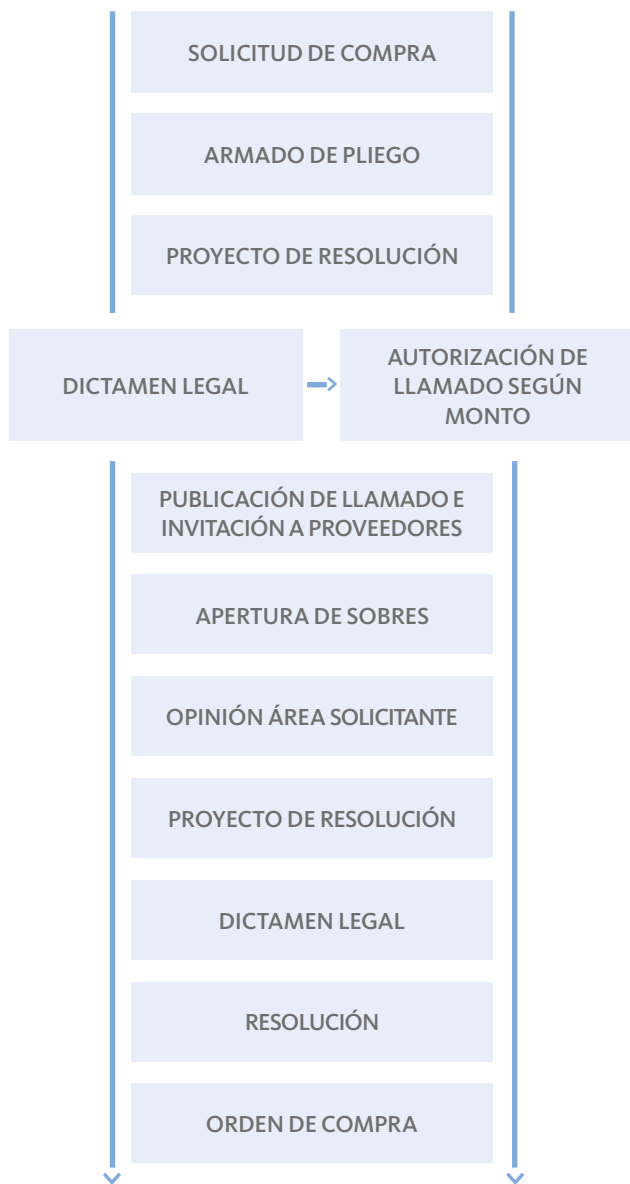 SOLICITUD DE COMPRA
ARMADO DE PLIEGO
PROYECTO DE RESOLUCIÓN
DICTAMEN LEGAL
AUTORIZACIÓN DE
LLAMADO SEGÚN
MONTO
PUBLICACIÓN DE LLAMADO E
INVITACIÓN A PROVEEDORES
APERTURA DE SOBRES
OPINIÓN ÁREA SOLICITANTE
PROYECTO DE RESOLUCIÓN
DICTAMEN LEGAL
RESOLUCIÓN
ORDEN DE COMPRA